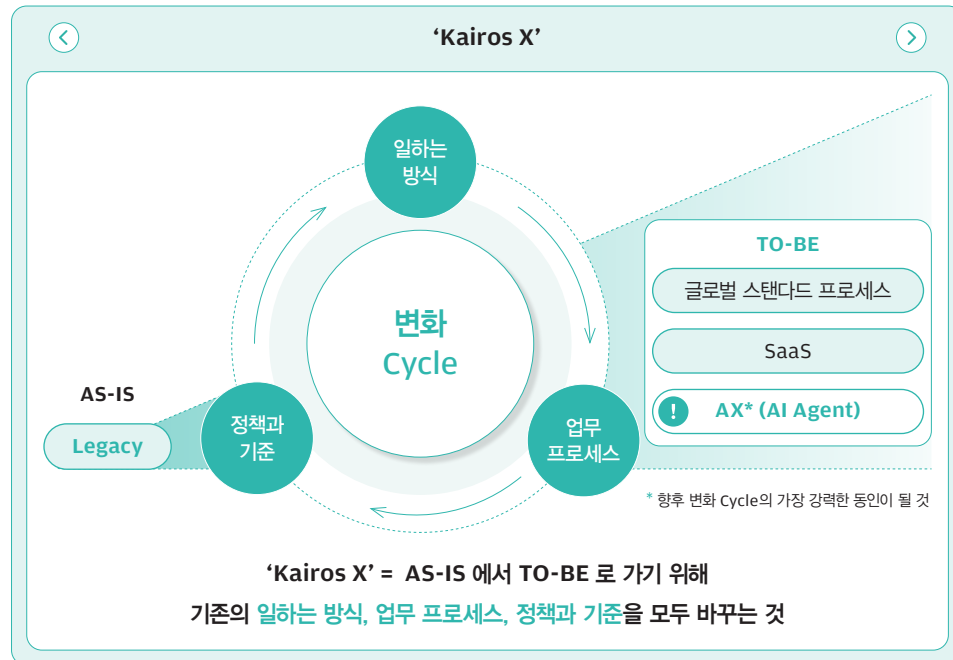 ‘Kairos X’
일하는
방식
변화
Cycle
AS-IS
Legacy
정책과
기준
업무
프로세스
TO-BE
글로벌 스탠다드 프로세스
SaaS
! AX* (AI Agent)
* 향후 변화 Cycle의 가장 강력한 동인이 될 것
‘Kairos X’ = AS-IS 에서 TO-BE 로 가기 위해
기존의 일하는 방식, 업무 프로세스, 정책과 기준을 모두 바꾸는 것